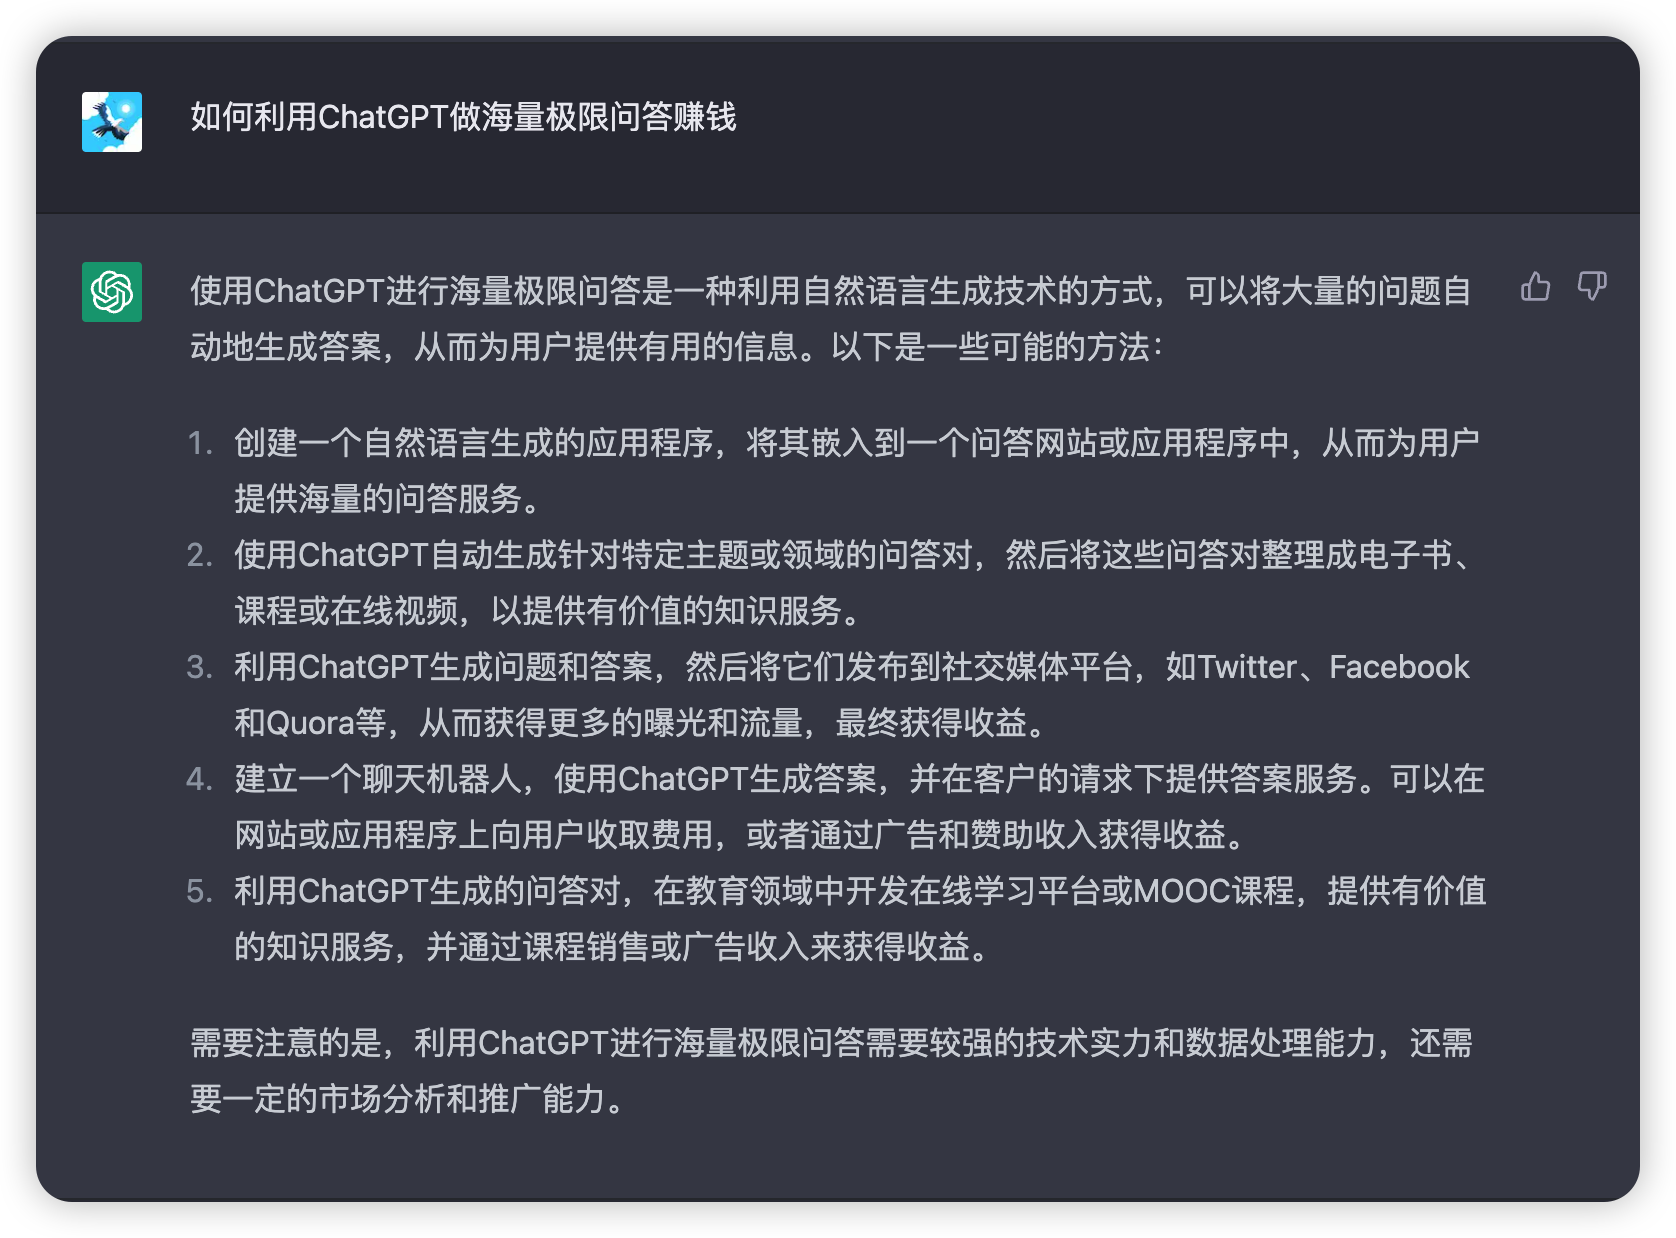 如何利用ChatGPT做海量极限问答赚钱
使用ChatGPT进行海量极限问答是一种利用自然语言生成技术的方式，可以将大量的问题自
动地生成答案，从而为用户提供有用的信息。以下是一些可能的方法：
1. 创建一个自然语言生成的应用程序，将其嵌入到一个问答网站或应用程序中，从而为用户
提供海量的问答服务。
2. 使用ChatGPT自动生成针对特定主题或领域的问答对，然后将这些问答对整理成电子书、
课程或在线视频，以提供有价值的知识服务。
3. 利用ChatGPT生成问题和答案，然后将它们发布到社交媒体平台，如Twitter、Facebook
和Quora等，从而获得更多的曝光和流量，最终获得收益。
4. 建立一个聊天机器人，使用ChatGPT生成答案，并在客户的请求下提供答案服务。可以在
网站或应用程序上向用户收取费用，或者通过广告和赞助收入获得收益。
5. 利用ChatGPT生成的问答对，在教育领域中开发在线学习平台或MOOC课程，提供有价值
的知识服务，并通过课程销售或广告收入来获得收益。
需要注意的是，利用ChatGPT进行海量极限问答需要较强的技术实力和数据处理能力，还需
要一定的市场分析和推广能力。